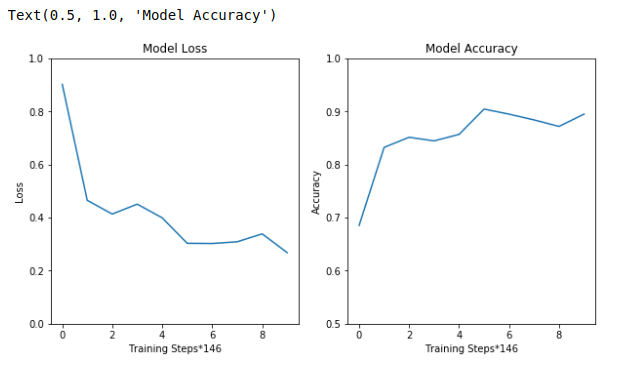 Text(0.5, 1.0, 'Model Accuracy')
Model Loss
1.0
0.8
0.6
0.4
0.2
0.0
Loss
0 2 4 6 8
Training Steps*146
Model Accuracy
1.0
0.9
0.8
0.7
0.6
0.5
Accuracy
0 2 4 6 8
Training Steps*146